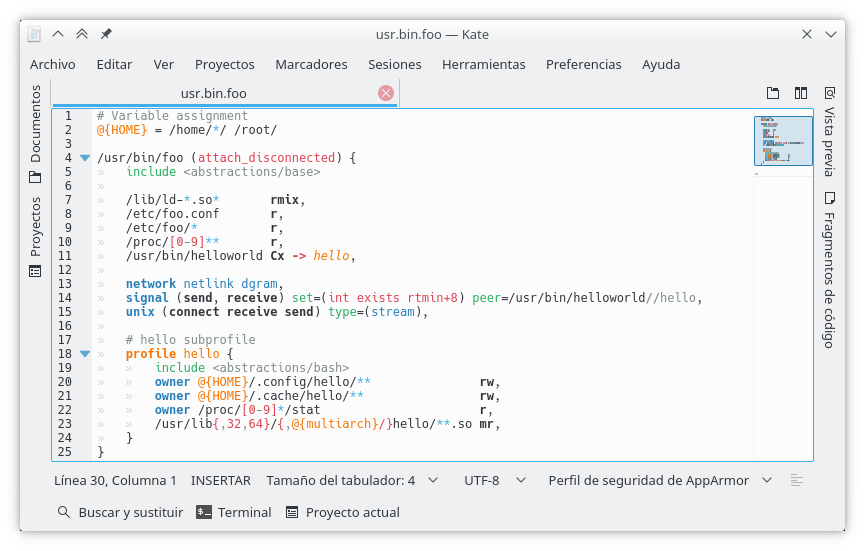 usr.bin.foo — Kate
Archivo Editar Ver Proyectos Marcadores Sesiones Herramientas Preferencias Ayuda
usr.bin.foo
Documentos
Proyectos
1 # Variable assignment
2 @{HOME} = /home/*/ /root/
3
4 /usr/bin/foo (attach_disconnected) {
5 » include <abstractions/base>
6 »
7 » /lib/ld-*.so* rmix,
8 » /etc/foo.conf r,
9 » /etc/foo/* r,
10 » /proc/[0-9]** r,
11 » /usr/bin/helloworld Cx -> hello,
12 »
13 » network netlink dgram,
14 » signal (send, receive) set=(int exists rtmin+8) peer=/usr/bin/helloworld//hello,
15 » unix (connect receive send) type=(stream),
16 »
17 » # hello subprofile
18 » profile hello {
19 » » include <abstractions/bash>
20 » » owner @{HOME}/.config/hello/** rw,
21 » » owner @{HOME}/.cache/hello/** rw,
22 » » owner /proc/[0-9]*/stat r,
23 » » /usr/lib{,32,64}/{,@{multiarch}/}hello/**.so mr,
24 » }
25 }
Vista previa
Fragmentos de código
Línea 30, Columna 1 INSERTAR Tamaño del tabulador: 4 UTF-8 Perfil de seguridad de AppArmor
Buscar y sustituir Terminal Proyecto actual